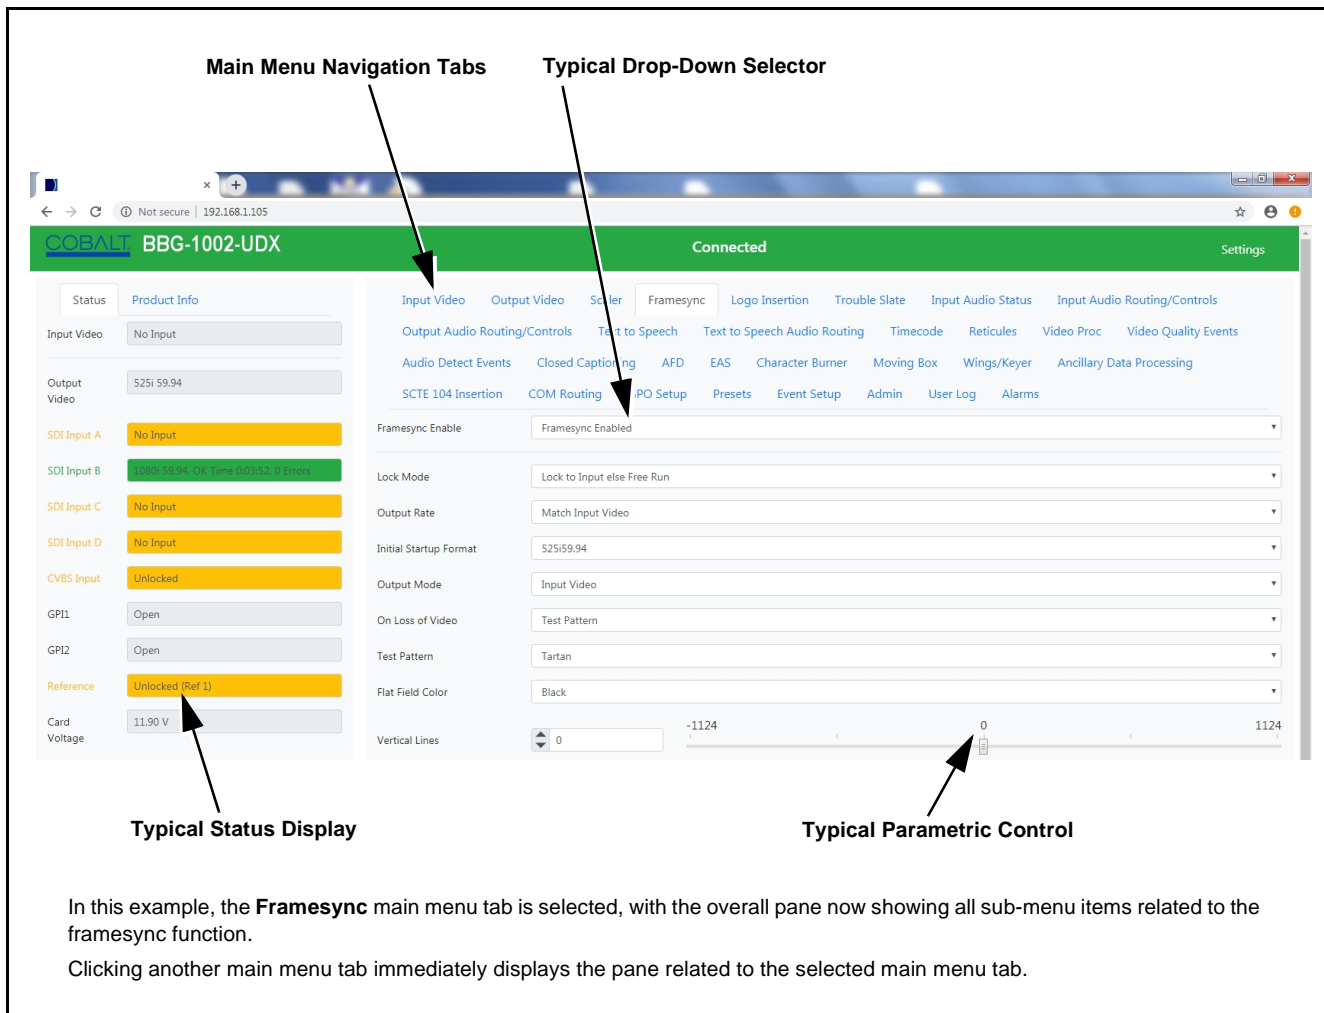 Main Menu Navigation Tabs
Typical Drop-Down Selector
Not secure | 192.168.1.105
COBALT BBG-1002-UDX
Connected
Settings
Status Product Info
Input Video No Input
Output Video 525i 59.94
SDI Input A No Input
SDI Input B 1080i 59.94, OK Time 0:03:52, 0 Errors
SDI Input C No Input
SDI Input D No Input
CVBS Input Unlocked
GPI1 Open
GPI2 Open
Reference Unlocked (Ref 1)
Card Voltage 11.90 V
Input Video Output Video Scaler Framesync Logo Insertion Trouble Slate Input Audio Status Input Audio Routing/Controls
Output Audio Routing/Controls Text to Speech Text to Speech Audio Routing Timecode Reticules Video Proc Video Quality Events
Audio Detect Events Closed Captioning AFD EAS Character Burner Moving Box Wings/Keyer Ancillary Data Processing
SCTE 104 Insertion COM Routing GPO Setup Presets Event Setup Admin User Log Alarms
Framesync Enable Framesync Enabled
Lock Mode Lock to Input else Free Run
Output Rate Match Input Video
Initial Startup Format 525i59.94
Output Mode Input Video
On Loss of Video Test Pattern
Test Pattern Tartan
Flat Field Color Black
Vertical Lines 0 -1124 0 1124
Typical Status Display
Typical Parametric Control
In this example, the Framesync main menu tab is selected, with the overall pane now showing all sub-menu items related to the
framesync function.
Clicking another main menu tab immediately displays the pane related to the selected main menu tab.